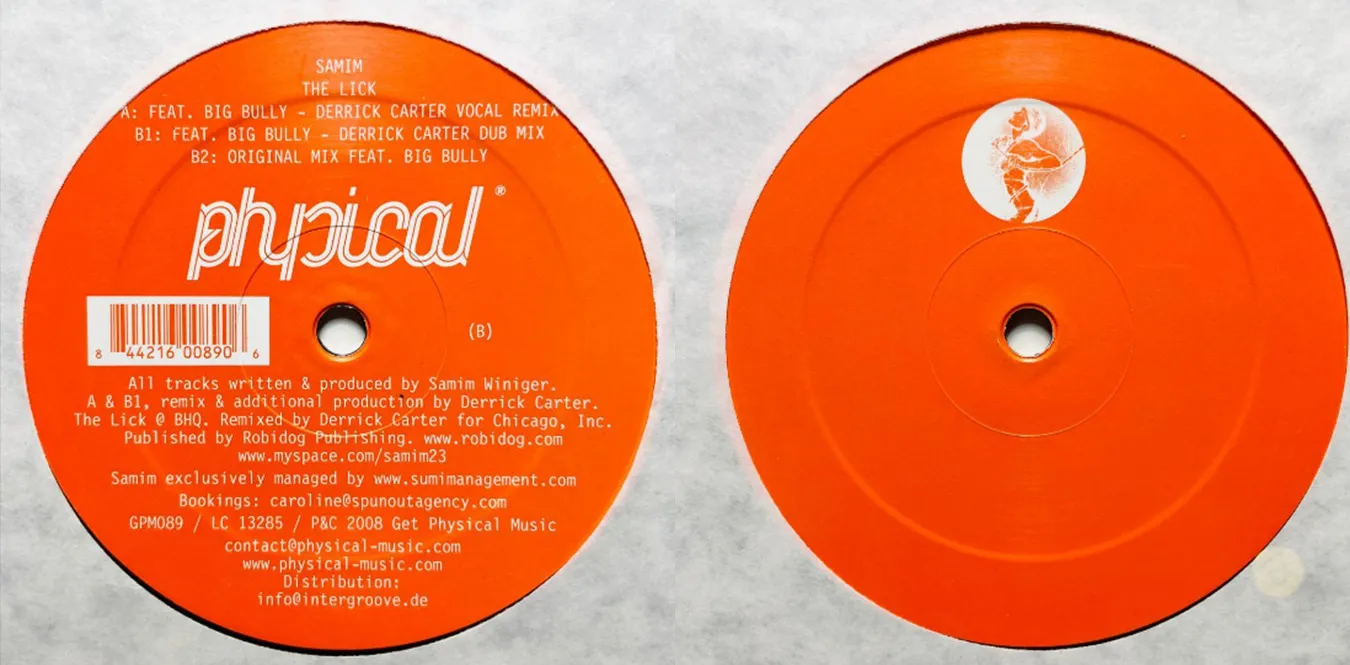 SAMIM
THE LICK
A: FEAT. BIG BULLY - DERRICK CARTER VOCAL REMIX
B1: FEAT. BIG BULLY - DERRICK CARTER DUB MIX
B2: ORIGINAL MIX FEAT. BIG BULLY
physical ®
8 44216 00890 6
(B)
All tracks written & produced by Samim Winiger.
A & B1, remix & additional production by Derrick Carter.
The Lick @ BHQ. Remixed by Derrick Carter for Chicago, Inc.
Published by Robidog Publishing. www.robidog.com
www.myspace.com/samim23
Samim exclusively managed by www.sumimanagement.com
Bookings: caroline@spunoutagency.com
GPM089 / LC 13285 / P&C 2008 Get Physical Music
contact@physical-music.com
www.physical-music.com
Distribution:
info@intergroove.de